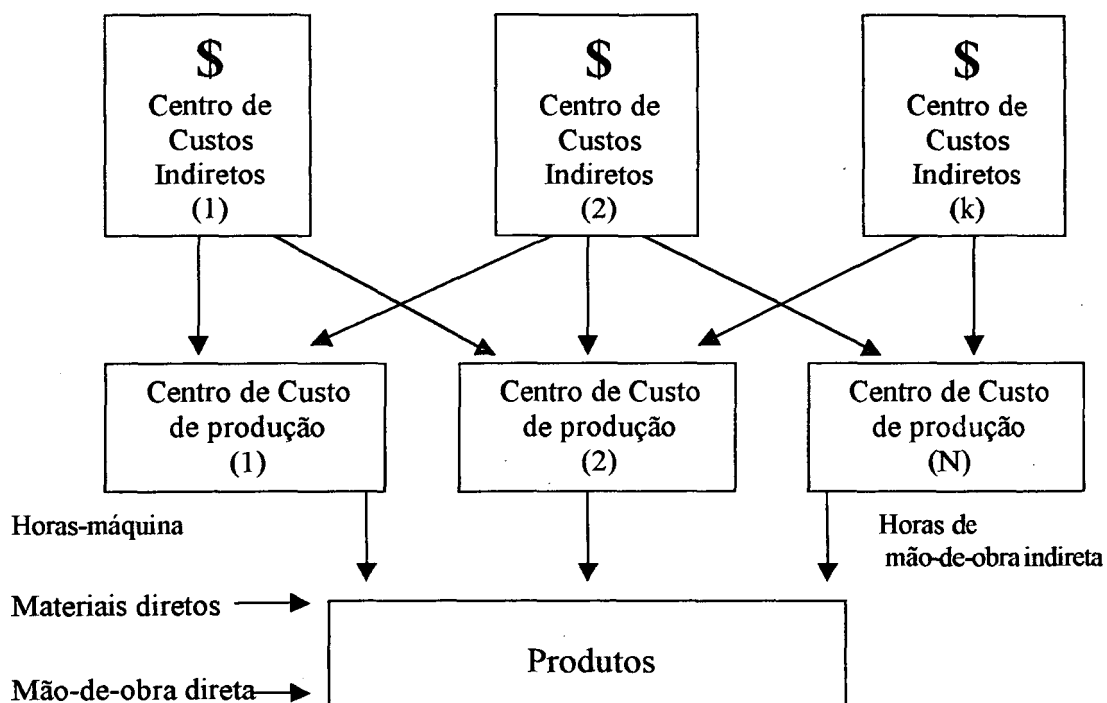 $
Centro de
Custos
Indiretos
(1)
$
Centro de
Custos
Indiretos
(2)
$
Centro de
Custos
Indiretos
(k)
Centro de Custo
de produção
(1)
Centro de Custo
de produção
(2)
Centro de Custo
de produção
(N)
Horas-máquina
Horas de
mão-de-obra indireta
Materiais diretos
Mão-de-obra direta
Produtos